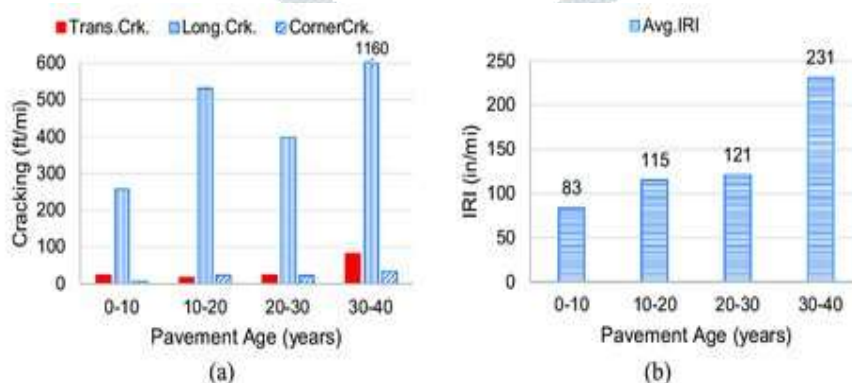 Trans.Crk. Long.Crk. CornerCrk.
1160
600
500
400
300
200
100
0
Cracking (ft/mi)
0-10 10-20 20-30 30-40
Pavement Age (years)
(a)
Avg.IRI
231
250
200
150
100
50
0
IRI (in/mi)
83
115
121
0-10 10-20 20-30 30-40
Pavement Age (years)
(b)